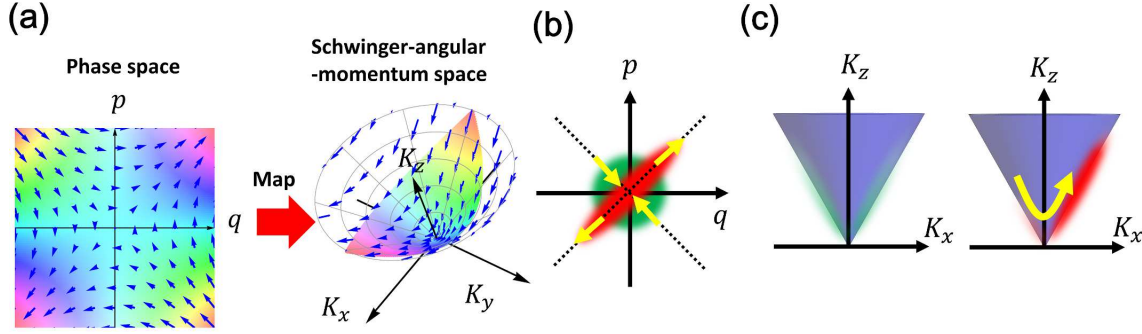 (a)
Phase space
p
q
Map
Schwinger-angular
-momentum space
K_z
K_x
K_y
(b)
p
q
(c)
K_z
K_x
K_z
K_x